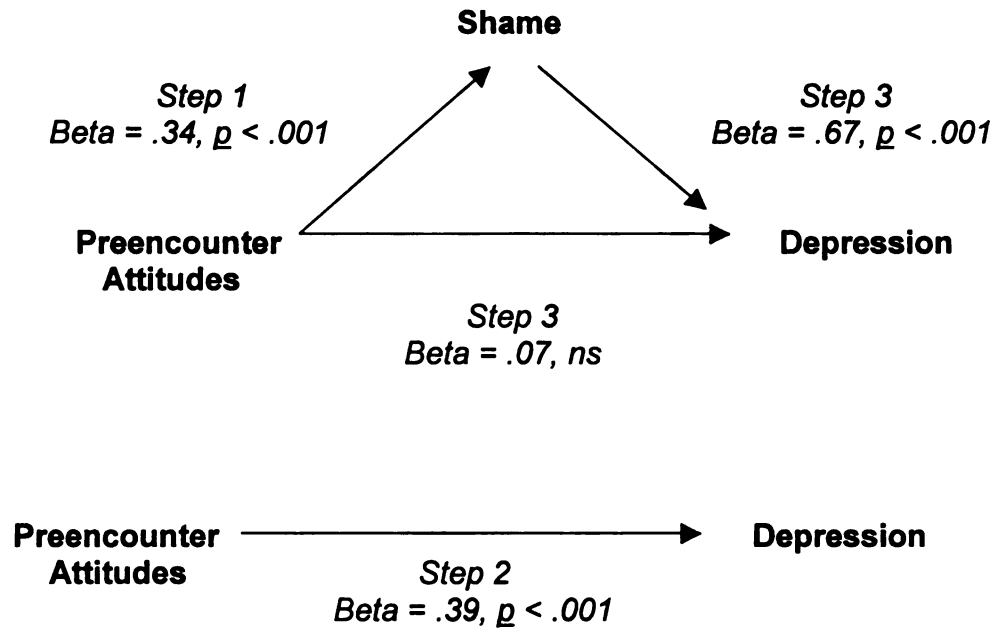 Shame
Step 1
Beta = .34, p < .001
Step 3
Beta = .67, p < .001
Preencounter
Attitudes
Depression
Step 3
Beta = .07, ns
Preencounter
Attitudes
Depression
Step 2
Beta = .39, p < .001